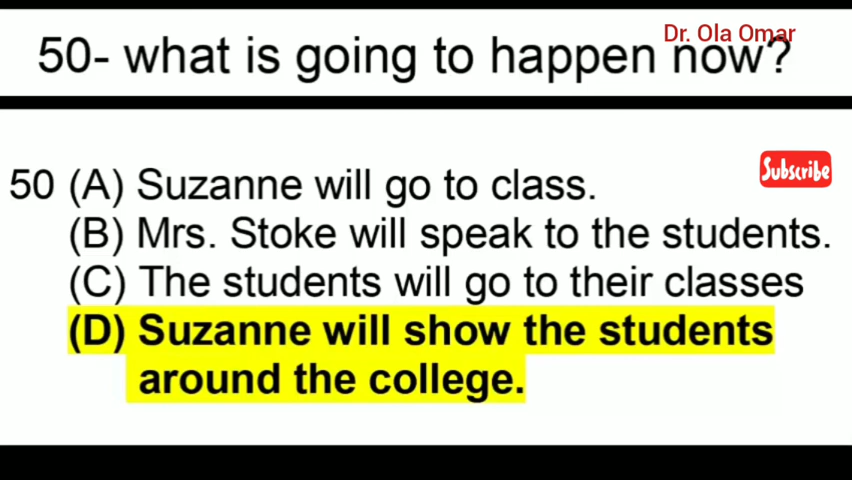 Dr. Ola Omar
50- what is going to happen now?
Subscribe
50 (A) Suzanne will go to class.
(B) Mrs. Stoke will speak to the students.
(C) The students will go to their classes
(D) Suzanne will show the students
around the college.